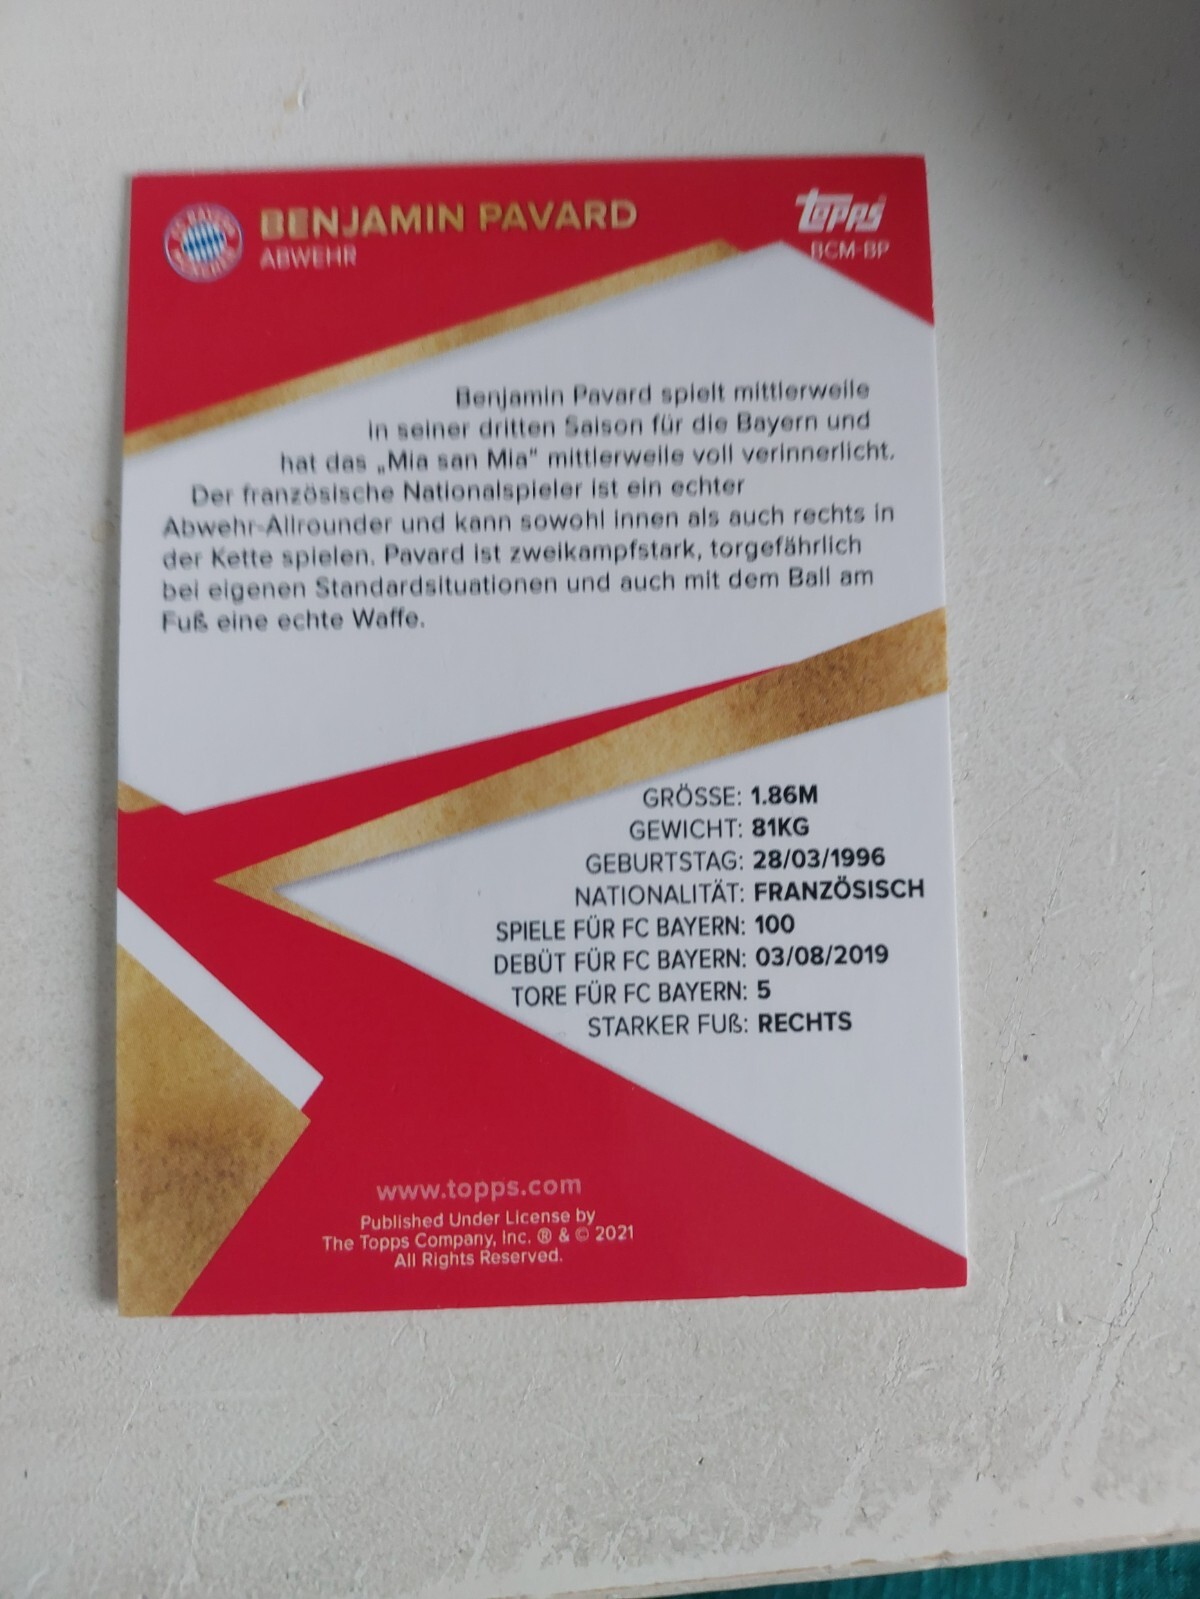 FC BAYERN MÜNCHEN
BENJAMIN PAVARD
ABWEHR
topps
BCM-BP
Benjamin Pavard spielt mittlerweile
in seiner dritten Saison für die Bayern und
hat das „Mia san Mia“ mittlerweile voll verinnerlicht.
Der französische Nationalspieler ist ein echter
Abwehr-Allrounder und kann sowohl innen als auch rechts in
der Kette spielen. Pavard ist zweikampfstark, torgefährlich
bei eigenen Standardsituationen und auch mit dem Ball am
Fuß eine echte Waffe.
GRÖSSE: 1.86M
GEWICHT: 81KG
GEBURTSTAG: 28/03/1996
NATIONALITÄT: FRANZÖSISCH
SPIELE FÜR FC BAYERN: 100
DEBÜT FÜR FC BAYERN: 03/08/2019
TORE FÜR FC BAYERN: 5
STARKER FUß: RECHTS
www.topps.com
Published Under License by
The Topps Company, Inc. ® & © 2021
All Rights Reserved.